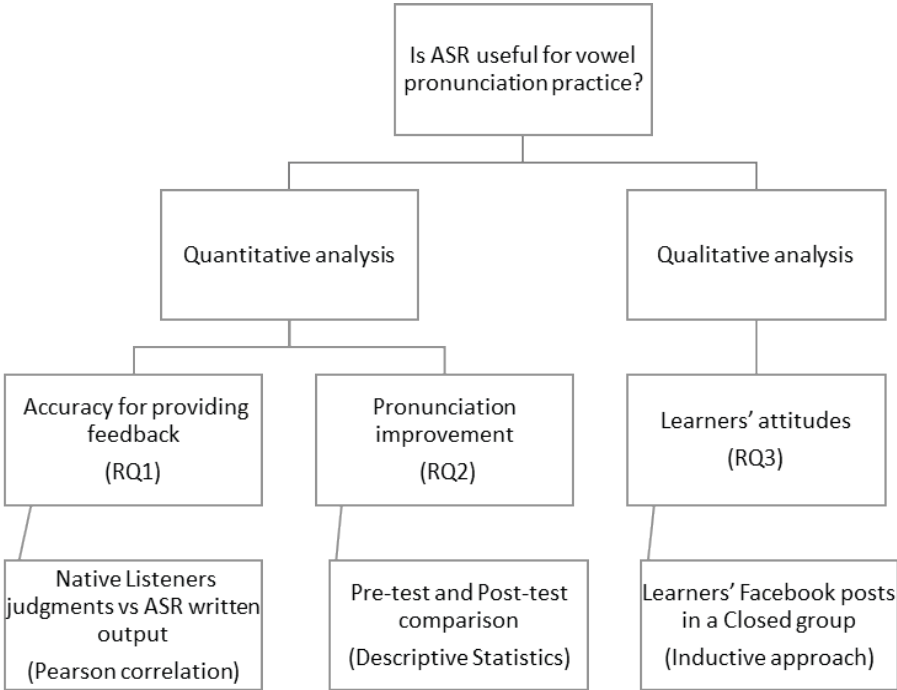 Is ASR useful for vowel
pronunciation practice?
Quantitative analysis
Qualitative analysis
Accuracy for providing
feedback
(RQ1)
Pronunciation
improvement
(RQ2)
Learners’ attitudes
(RQ3)
Native Listeners
judgments vs ASR written
output
(Pearson correlation)
Pre-test and Post-test
comparison
(Descriptive Statistics)
Learners’ Facebook posts
in a Closed group
(Inductive approach)